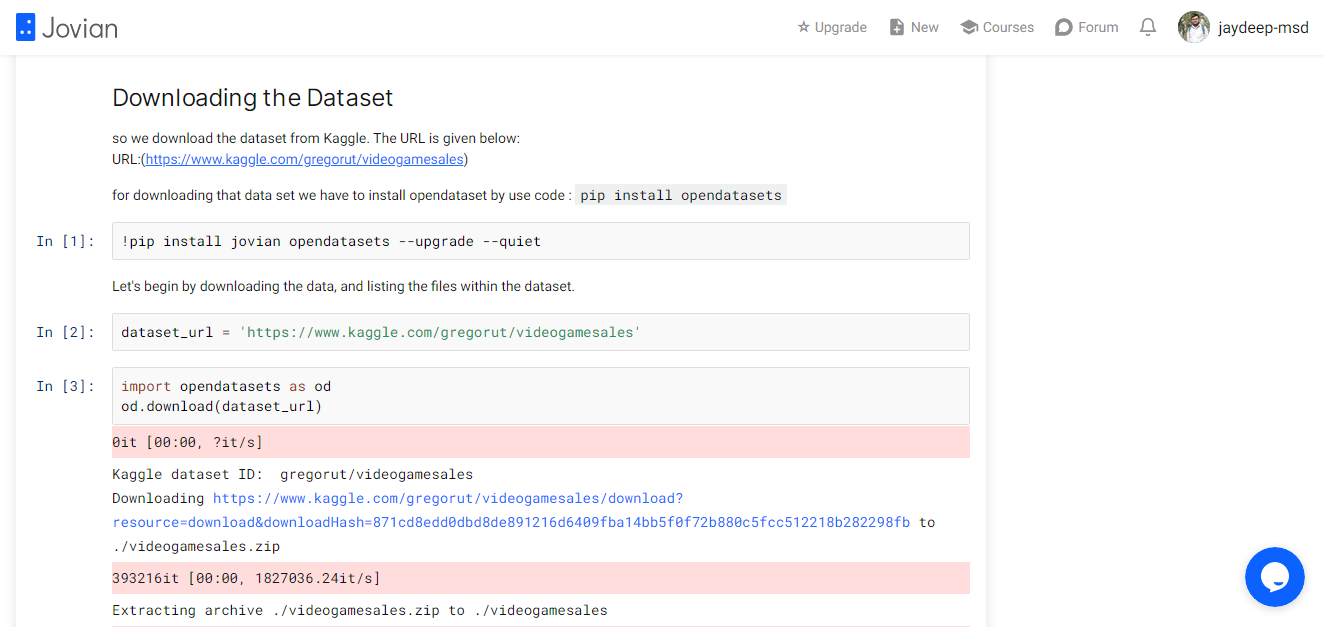 Jovian
Upgrade New Courses Forum jaydeep-msd
Downloading the Dataset
so we download the dataset from Kaggle. The URL is given below:
URL:(https://www.kaggle.com/gregorut/videogamesales)
for downloading that data set we have to install opendataset by use code : pip install opendatasets
In [1]: !pip install jovian opendatasets --upgrade --quiet
Let's begin by downloading the data, and listing the files within the dataset.
In [2]: dataset_url = 'https://www.kaggle.com/gregorut/videogamesales'
In [3]: import opendatasets as od
od.download(dataset_url)
0it [00:00, ?it/s]
Kaggle dataset ID:  gregorut/videogamesales
Downloading https://www.kaggle.com/gregorut/videogamesales/download?
resource=download&downloadHash=871cd8edd0dbd8de891216d6409fba14bb5f0f72b880c5fcc512218b282298fb to
./videogamesales.zip
393216it [00:00, 1827036.24it/s]
Extracting archive ./videogamesales.zip to ./videogamesales